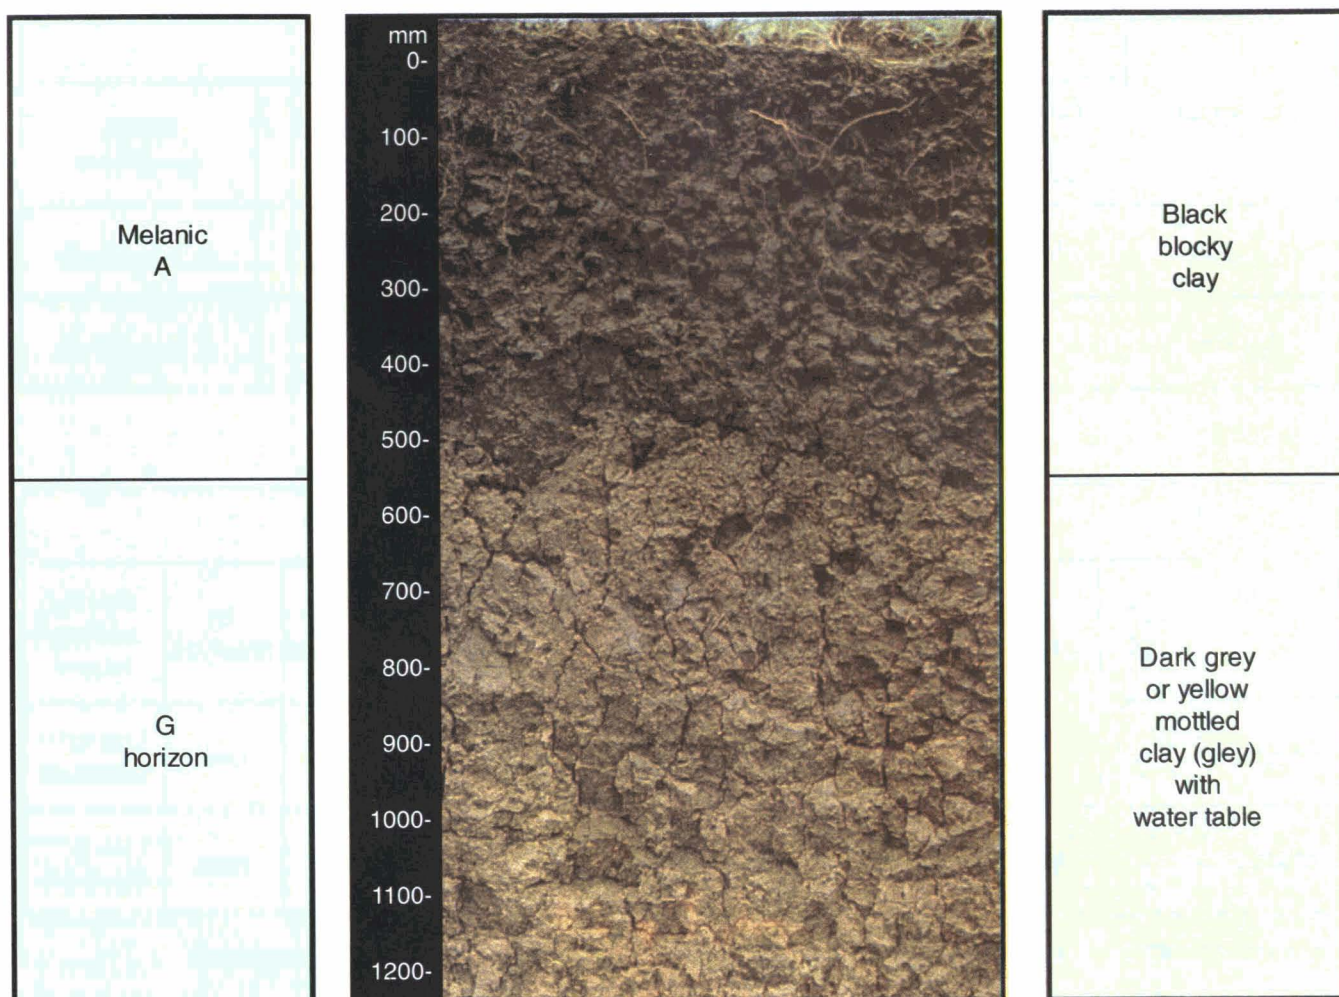 Melanic
A
G
horizon
mm
0-
100-
200-
300-
400-
500-
600-
700-
800-
900-
1000-
1100-
1200-
Black
blocky
clay
Dark grey
or yellow
mottled
clay (gley)
with
water table